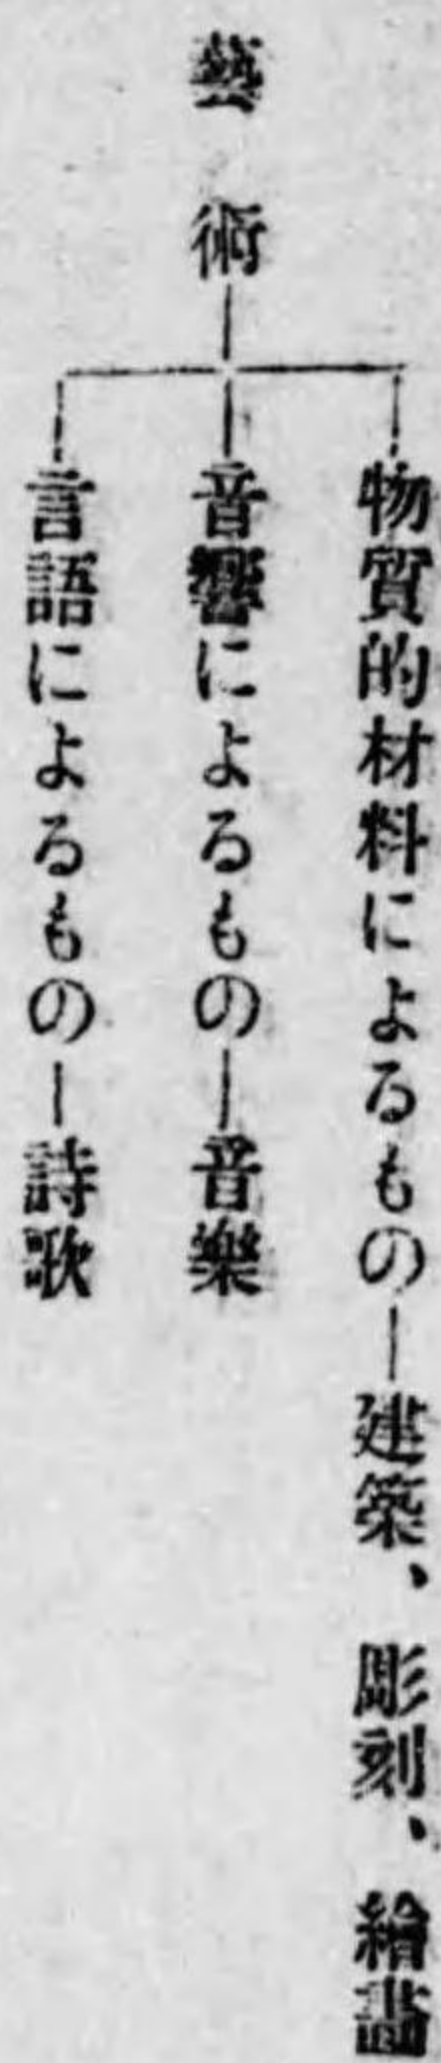 藝術
物質的材料によるもの—建築、彫刻、繪畵
音響によるもの—音樂
言語によるもの—詩歌